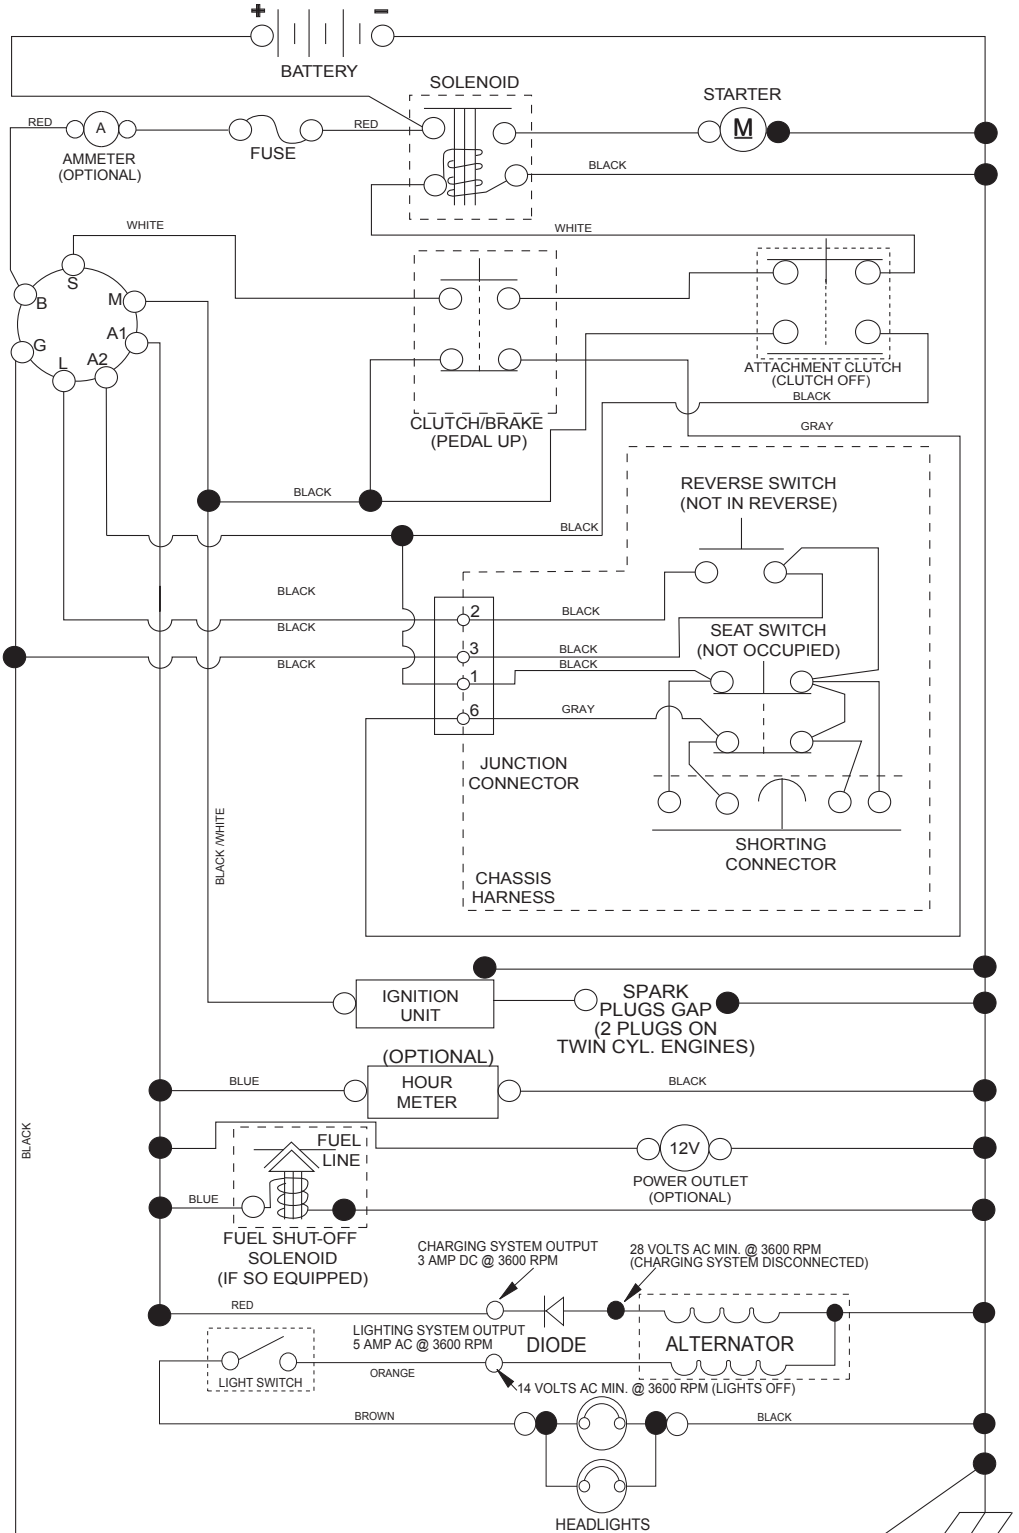 + −
BATTERY
SOLENOID
STARTER
RED
A
RED
M
AMMETER
(OPTIONAL)
FUSE
BLACK
WHITE
WHITE
S
B
M
G
A1
L
A2
ATTACHMENT CLUTCH
(CLUTCH OFF)
BLACK
CLUTCH/BRAKE
(PEDAL UP)
GRAY
REVERSE SWITCH
(NOT IN REVERSE)
BLACK
BLACK
BLACK
BLACK
2
BLACK
BLACK
SEAT SWITCH
(NOT OCCUPIED)
3
BLACK
BLACK
BLACK
1
6
GRAY
JUNCTION
CONNECTOR
BLACK /WHITE
SHORTING
CONNECTOR
CHASSIS
HARNESS
IGNITION
UNIT
SPARK
PLUGS GAP
(2 PLUGS ON
TWIN CYL. ENGINES)
(OPTIONAL)
BLUE
HOUR
METER
BLACK
BLACK
FUEL
LINE
12V
POWER OUTLET
(OPTIONAL)
BLUE
FUEL SHUT-OFF
SOLENOID
(IF SO EQUIPPED)
CHARGING SYSTEM OUTPUT
3 AMP DC @ 3600 RPM
28 VOLTS AC MIN. @ 3600 RPM
(CHARGING SYSTEM DISCONNECTED)
RED
LIGHTING SYSTEM OUTPUT
5 AMP AC @ 3600 RPM
DIODE
ALTERNATOR
LIGHT SWITCH
ORANGE
14 VOLTS AC MIN. @ 3600 RPM (LIGHTS OFF)
BROWN
BLACK
HEADLIGHTS